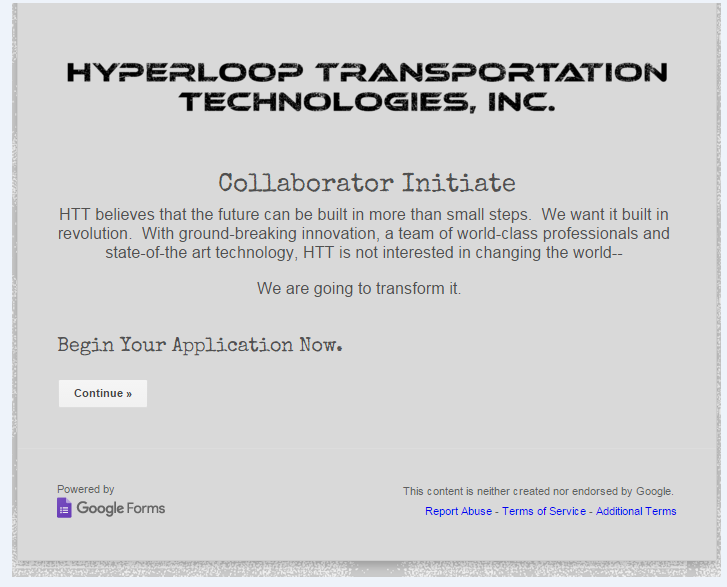 HYPERLOOP TRANSPORTATION
TECHNOLOGIES, INC.
Collaborator Initiate
HTT believes that the future can be built in more than small steps.  We want it built in
revolution.  With ground-breaking innovation, a team of world-class professionals and
state-of-the art technology, HTT is not interested in changing the world--
We are going to transform it.
Begin Your Application Now.
Continue »
Powered by
Google Forms
This content is neither created nor endorsed by Google.
Report Abuse - Terms of Service - Additional Terms